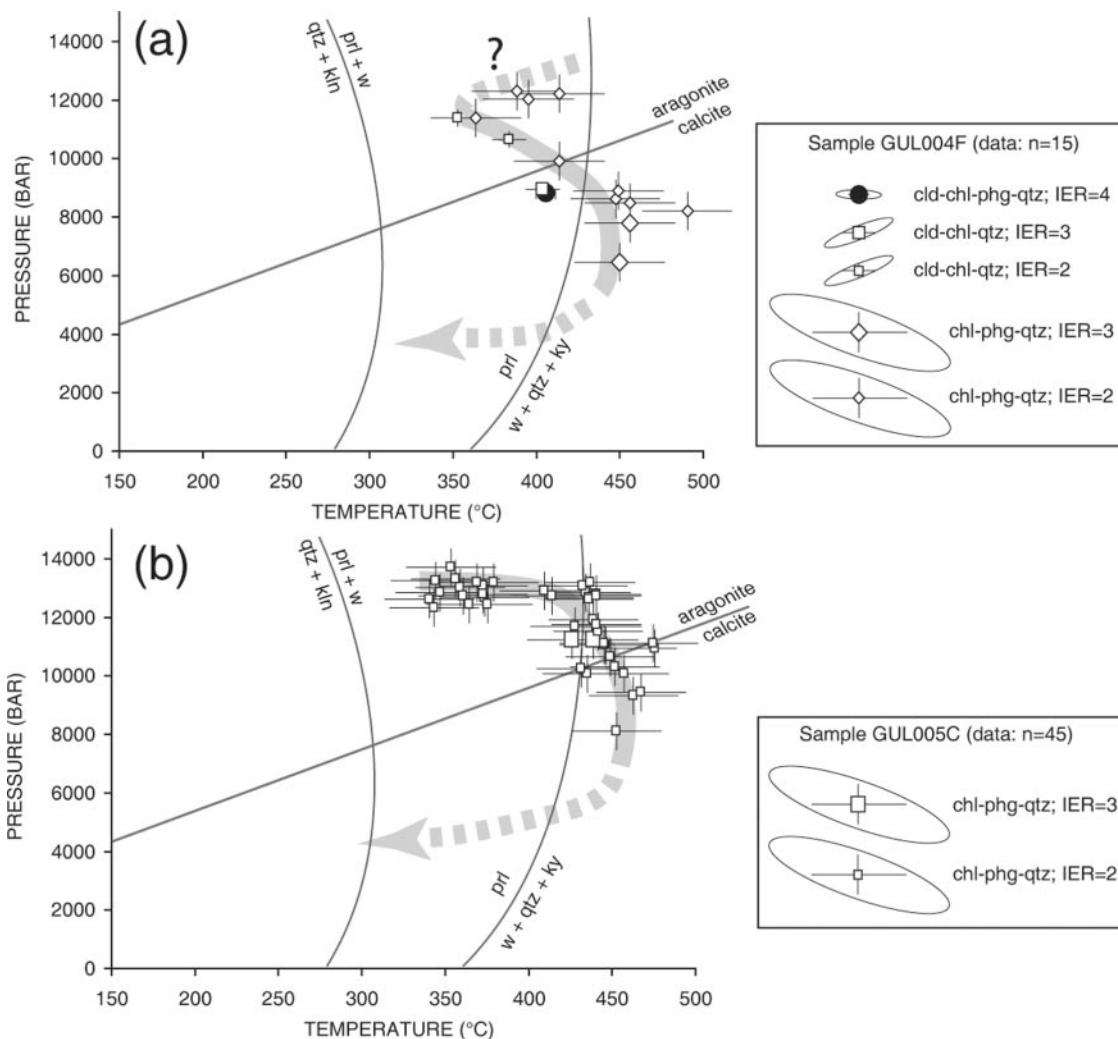 (a)
14000
12000
10000
8000
6000
4000
2000
0
PRESSURE (BAR)
qtz + kln
prl + w
?
aragonite
calcite
prl
w + qtz + ky
150 200 250 300 350 400 450 500
TEMPERATURE (°C)
Sample GUL004F (data: n=15)
cld-chl-phg-qtz; IER=4
cld-chl-qtz; IER=3
cld-chl-qtz; IER=2
chl-phg-qtz; IER=3
chl-phg-qtz; IER=2
(b)
14000
12000
10000
8000
6000
4000
2000
0
PRESSURE (BAR)
qtz + kln
prl + w
aragonite
calcite
prl
w + qtz + ky
150 200 250 300 350 400 450 500
TEMPERATURE (°C)
Sample GUL005C (data: n=45)
chl-phg-qtz; IER=3
chl-phg-qtz; IER=2